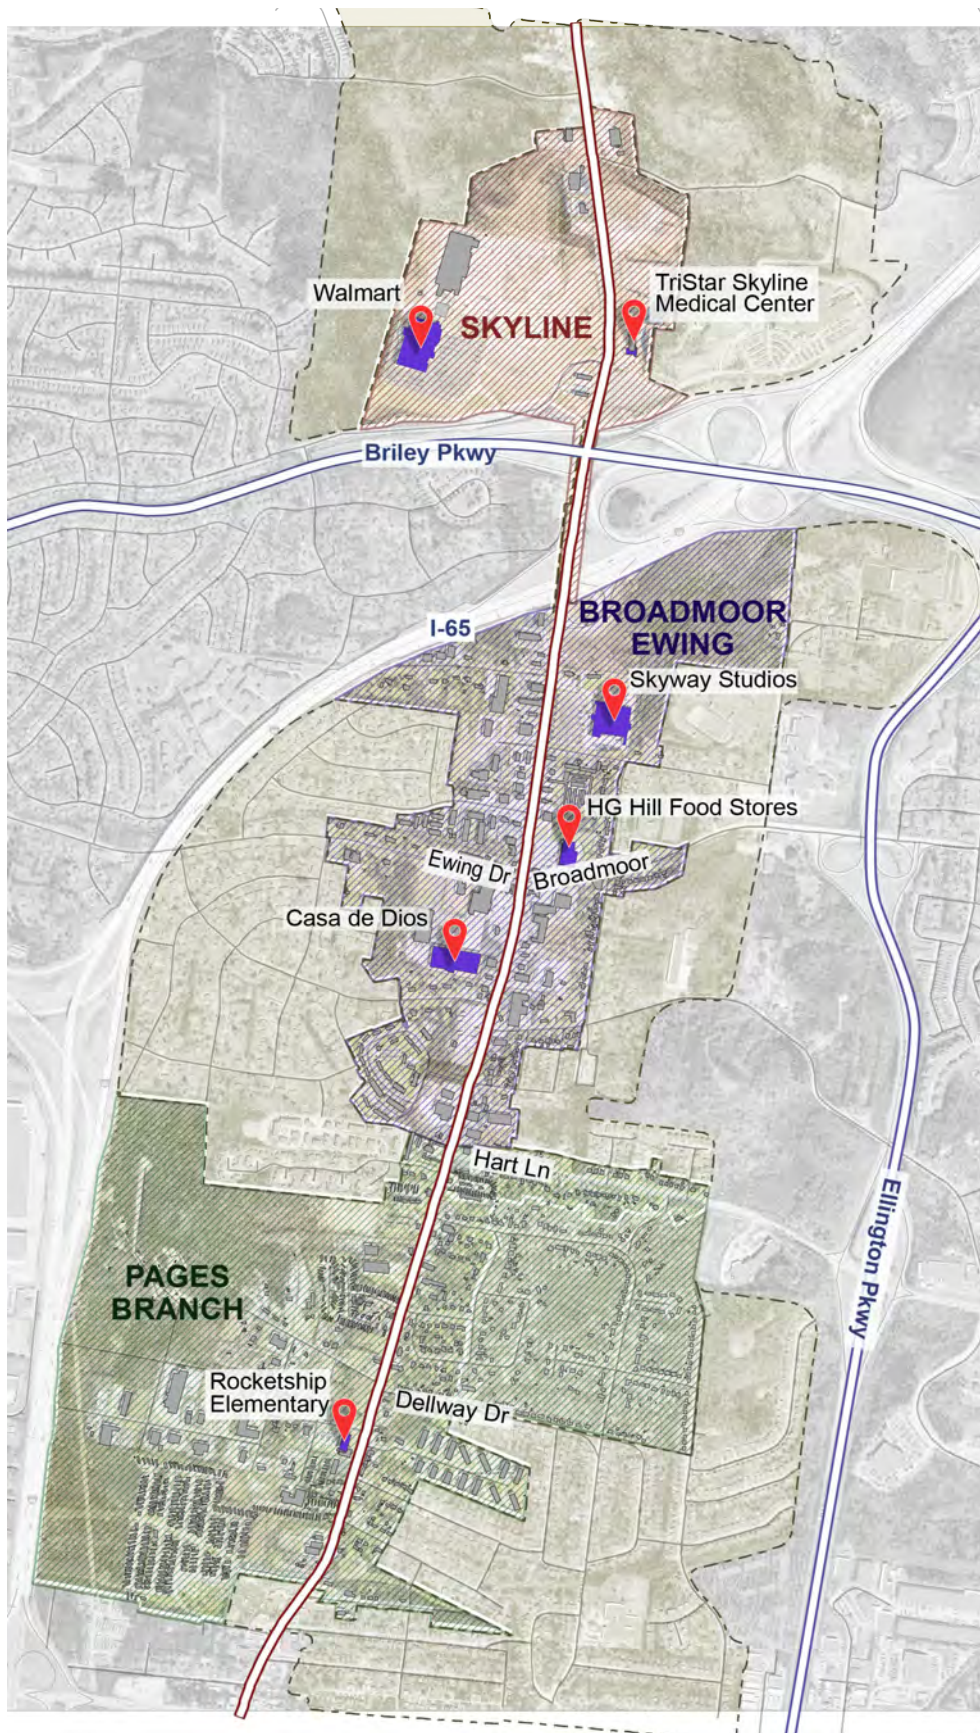 Walmart
TriStar Skyline
Medical Center
SKYLINE
Briley Pkwy
I-65
BROADMOOR
EWING
Skyway Studios
HG Hill Food Stores
Ewing Dr
Broadmoor
Casa de Dios
Hart Ln
Ellington Pkwy
PAGES
BRANCH
Rocketship
Elementary
Dellway Dr